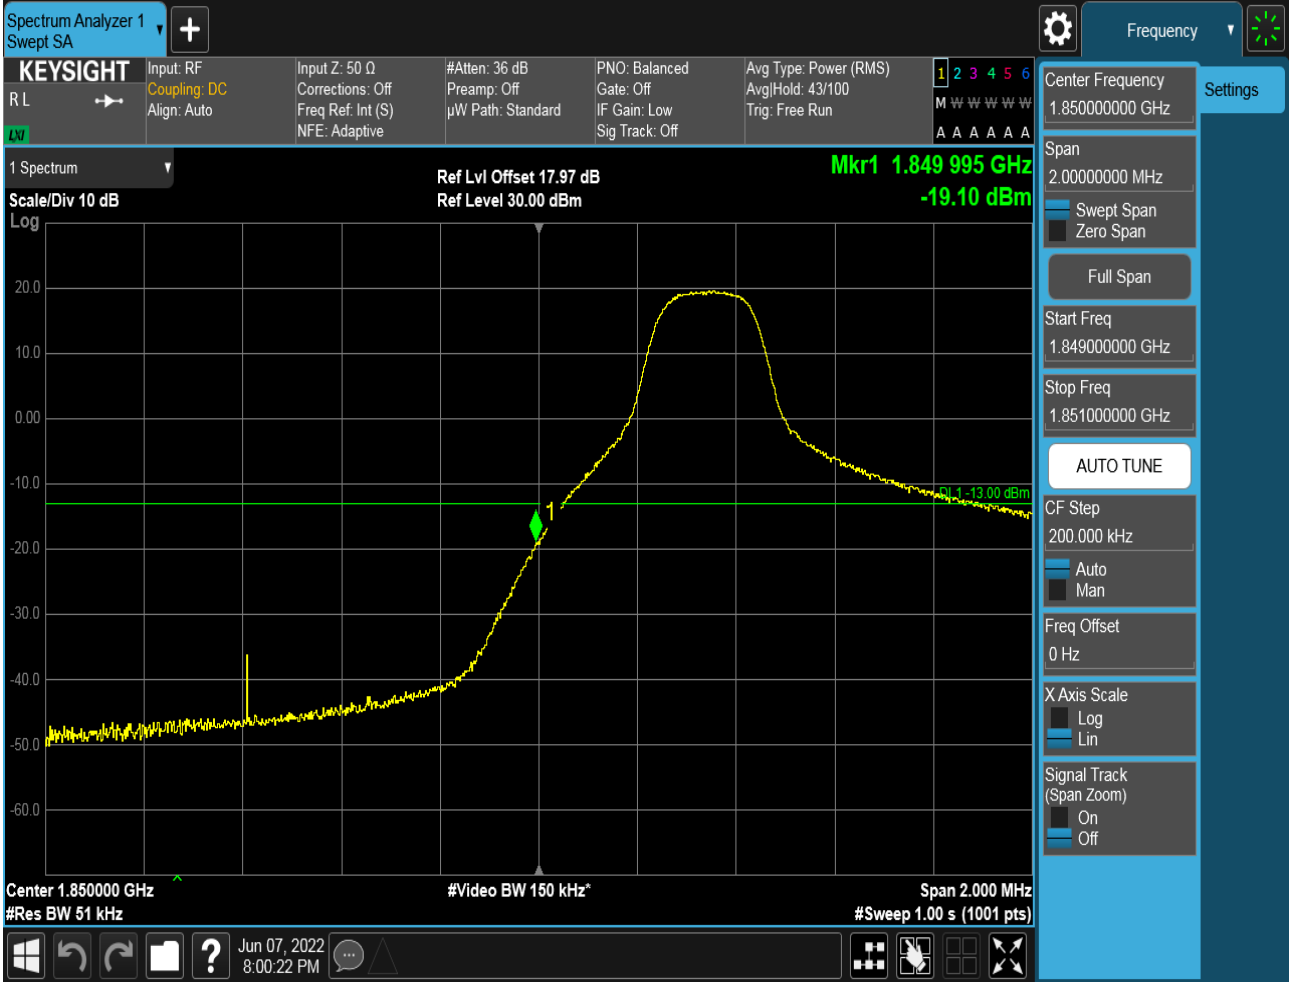 Spectrum Analyzer 1
Swept SA
Frequency
KEYSIGHT
R L
LXI
Input: RF
Coupling: DC
Align: Auto
Input Z: 50 Ω
Corrections: Off
Freq Ref: Int (S)
NFE: Adaptive
#Atten: 36 dB
Preamp: Off
µW Path: Standard
PNO: Balanced
Gate: Off
IF Gain: Low
Sig Track: Off
Avg Type: Power (RMS)
Avg|Hold: 43/100
Trig: Free Run
1 2 3 4 5 6
M W W W W W
A A A A A A
1 Spectrum
Scale/Div 10 dB
Log
Ref Lvl Offset 17.97 dB
Ref Level 30.00 dBm
Mkr1 1.849 995 GHz
-19.10 dBm
20.0
10.0
0.00
-10.0
-20.0
-30.0
-40.0
-50.0
-60.0
1
DL1 -13.00 dBm
Center 1.850000 GHz
#Res BW 51 kHz
#Video BW 150 kHz*
Span 2.000 MHz
#Sweep 1.00 s (1001 pts)
Center Frequency
1.850000000 GHz
Settings
Span
2.00000000 MHz
Swept Span
Zero Span
Full Span
Start Freq
1.849000000 GHz
Stop Freq
1.851000000 GHz
AUTO TUNE
CF Step
200.000 kHz
Auto
Man
Freq Offset
0 Hz
X Axis Scale
Log
Lin
Signal Track
(Span Zoom)
On
Off
?
Jun 07, 2022
8:00:22 PM